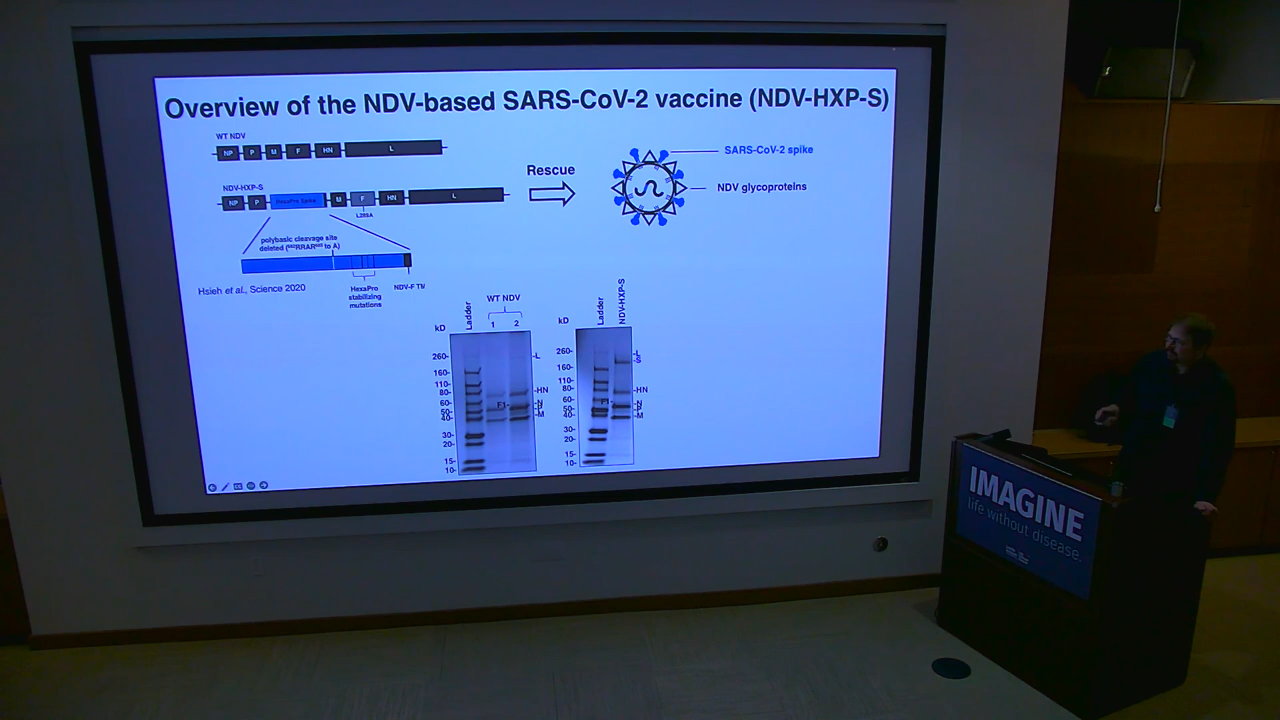 Overview of the NDV-based SARS-CoV-2 vaccine (NDV-HXP-S)
WT NDV
NP P M F HN L
NDV-HXP-S
NP P HexaPro Spike M F HN L
L289A
polybasic cleavage site
deleted (682RRAR685 to A)
HexaPro
stabilizing
mutations
NDV-F TM
Hsieh et al., Science 2020
Rescue
SARS-CoV-2 spike
NDV glycoproteins
WT NDV
kD Ladder 1 2
260-
160-
110-
80-
60-
50-
40-
30-
20-
15-
10-
-L
-HN
F1-
-N
-P
-M
kD Ladder NDV-HXP-S
260-
160-
110-
80-
60-
50-
40-
30-
20-
15-
10-
-L
-S
-HN
F1-
-N
-P
-M
IMAGINE
life without disease.